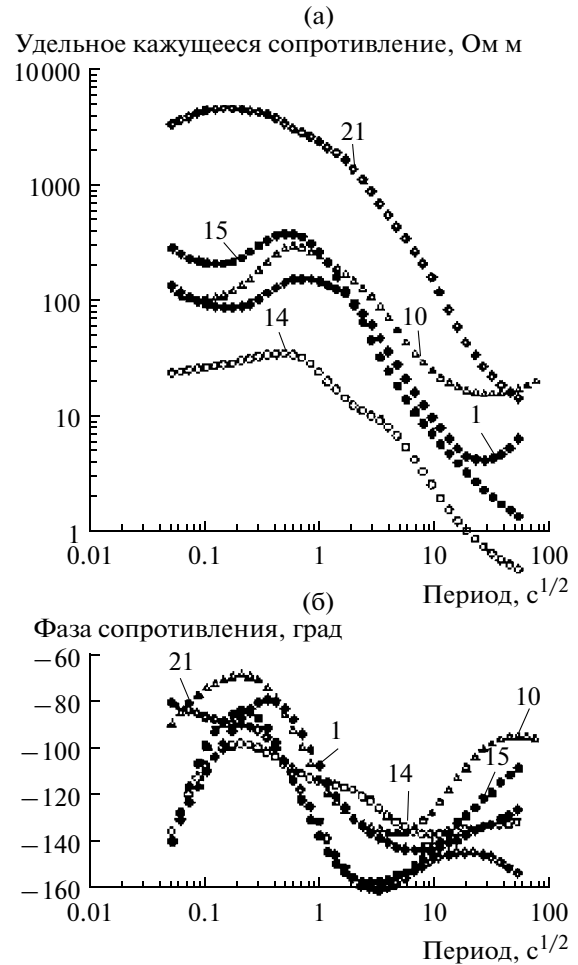 (а)
Удельное кажущееся сопротивление, Ом м
10000
21
1000
15
100
10
14
10
1
1
0.01 0.1 1 10 100
Период, с^1/2
(б)
Фаза сопротивления, град
−60
21
10
−80
1
−100
14 15
−120
−140
−160
0.01 0.1 1 10 100
Период, с^1/2